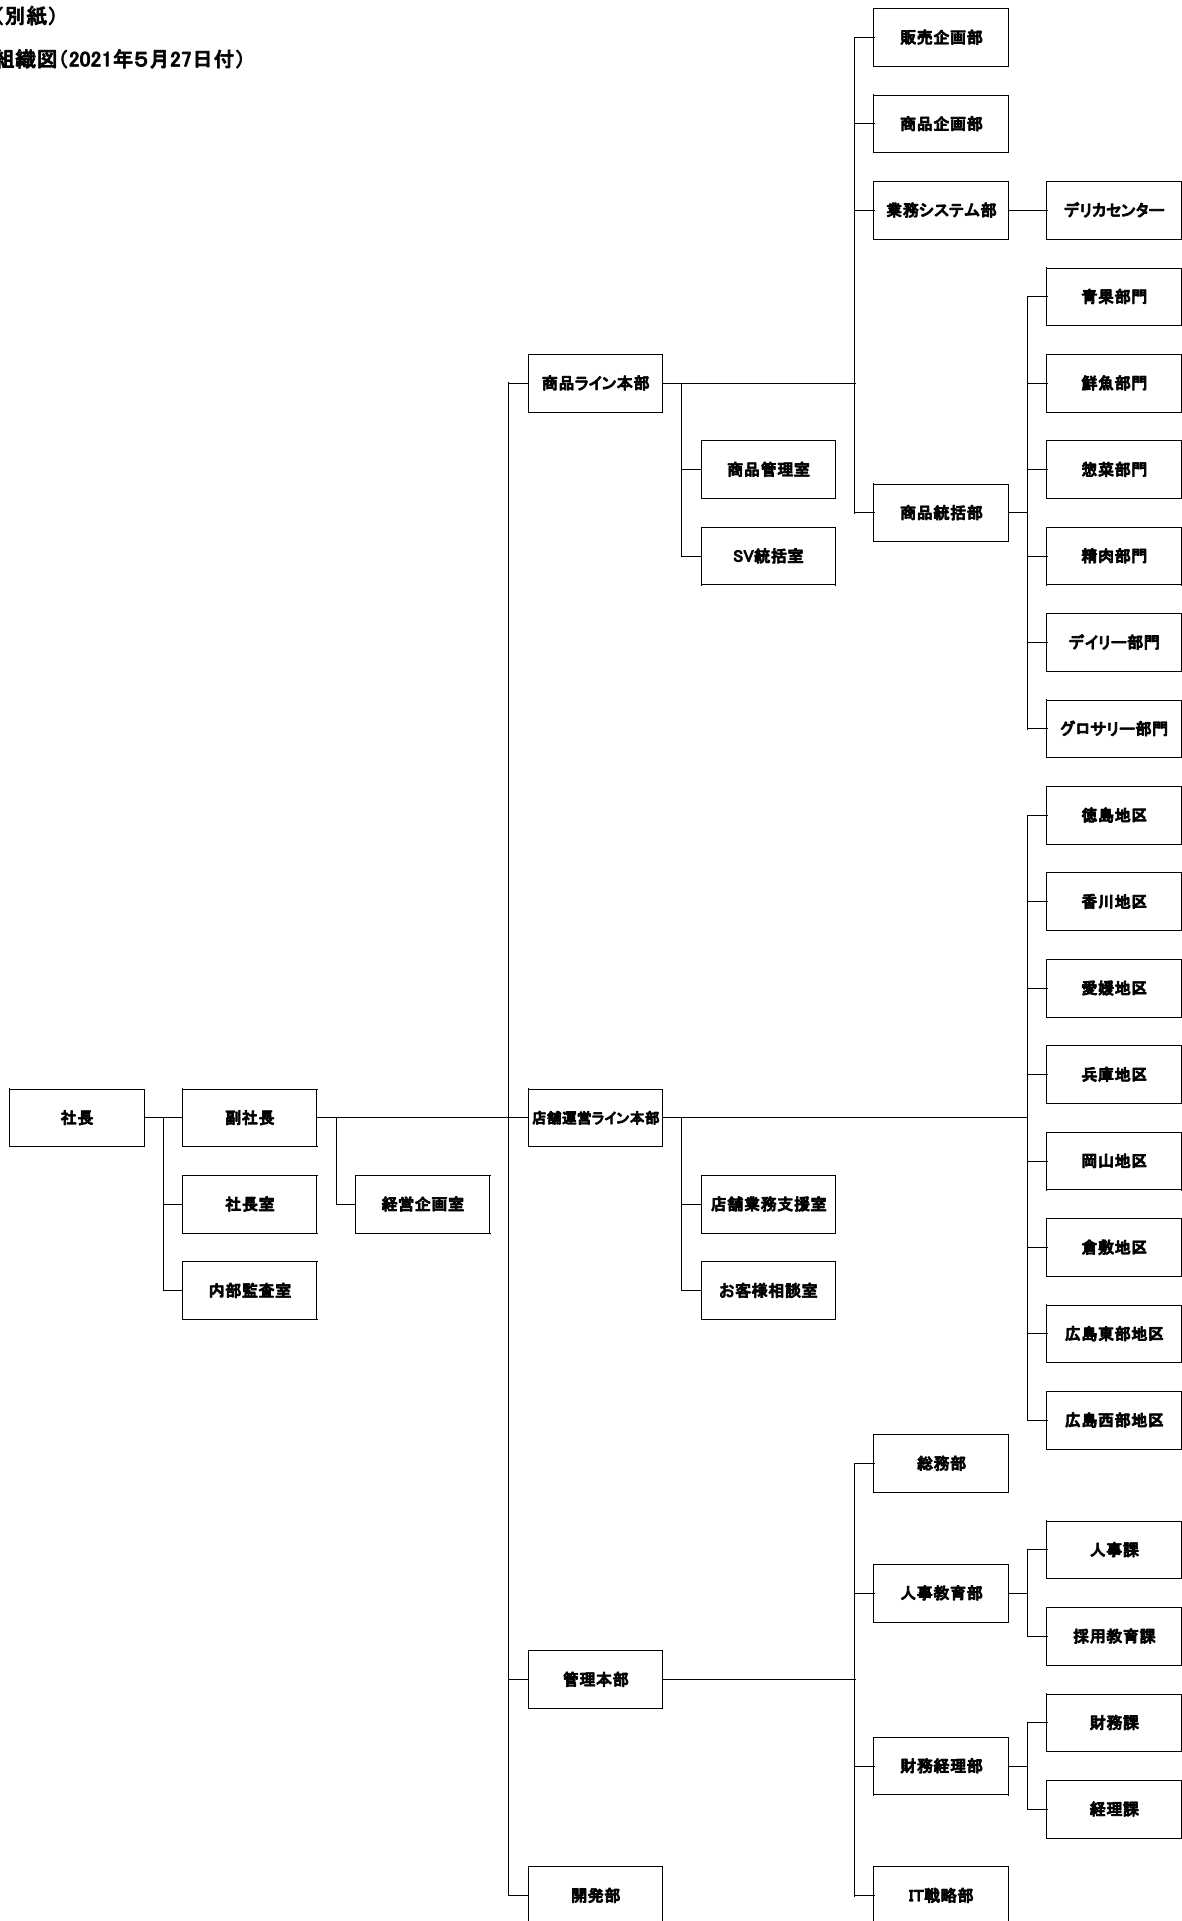 （別紙）
組織図（2021年５月27日付）
販売企画部
商品企画部
業務システム部
デリカセンター
青果部門
商品ライン本部
鮮魚部門
商品管理室
惣菜部門
商品統括部
SV統括室
精肉部門
デイリー部門
グロサリー部門
徳島地区
香川地区
愛媛地区
兵庫地区
社長
副社長
店舗運営ライン本部
岡山地区
社長室
経営企画室
店舗業務支援室
倉敷地区
内部監査室
お客様相談室
広島東部地区
広島西部地区
総務部
人事課
人事教育部
採用教育課
管理本部
財務課
財務経理部
経理課
開発部
IT戦略部